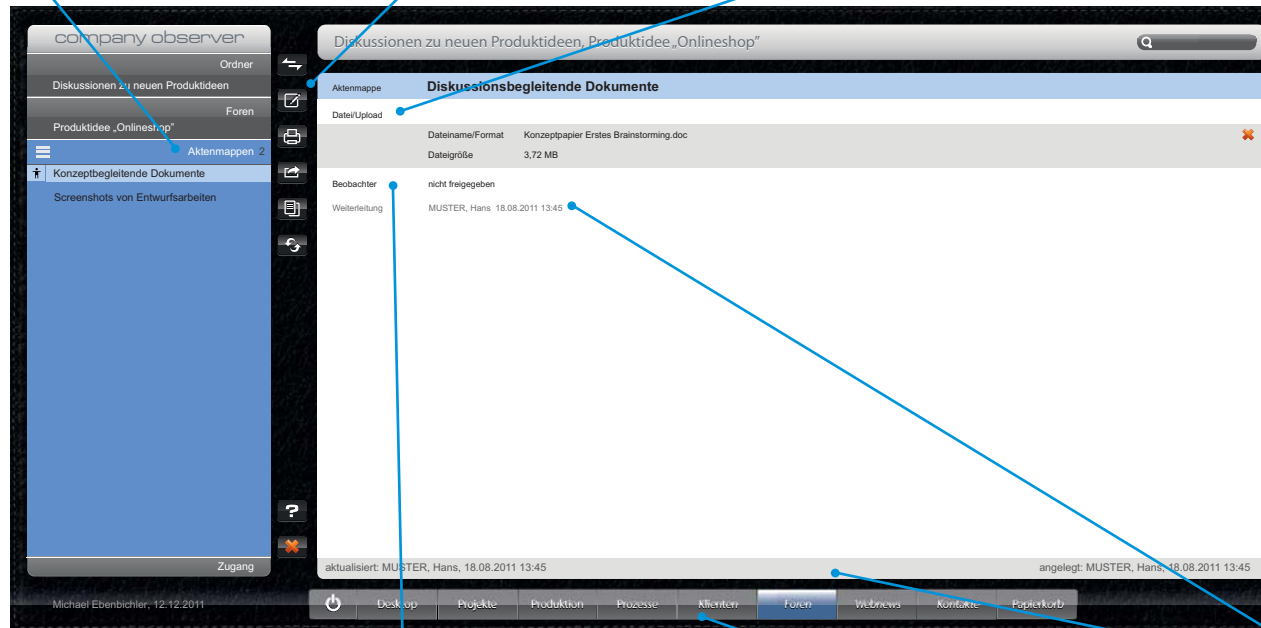 company observer
Ordner
Diskussionen zu neuen Produktideen
Foren
Produktidee „Onlineshop”
Aktenmappen 2
Konzeptbegleitende Dokumente
Screenshots von Entwurfsarbeiten
Zugang
Michael Ebenbichler, 12.12.2011
Diskussionen zu neuen Produktideen, Produktidee „Onlineshop”
Aktenmappe Diskussionsbegleitende Dokumente
Datei/Upload
Dateiname/Format Konzeptpapier Erstes Brainstorming.doc
Dateigröße 3,72 MB
Beobachter nicht freigegeben
Weiterleitung MUSTER, Hans 18.08.2011 13:45
?
aktualisiert: MUSTER, Hans, 18.08.2011 13:45 angelegt: MUSTER, Hans, 18.08.2011 13:45
Desktop Projekte Produktion Prozesse Klienten Foren Webnews Kontakte Papierkorb